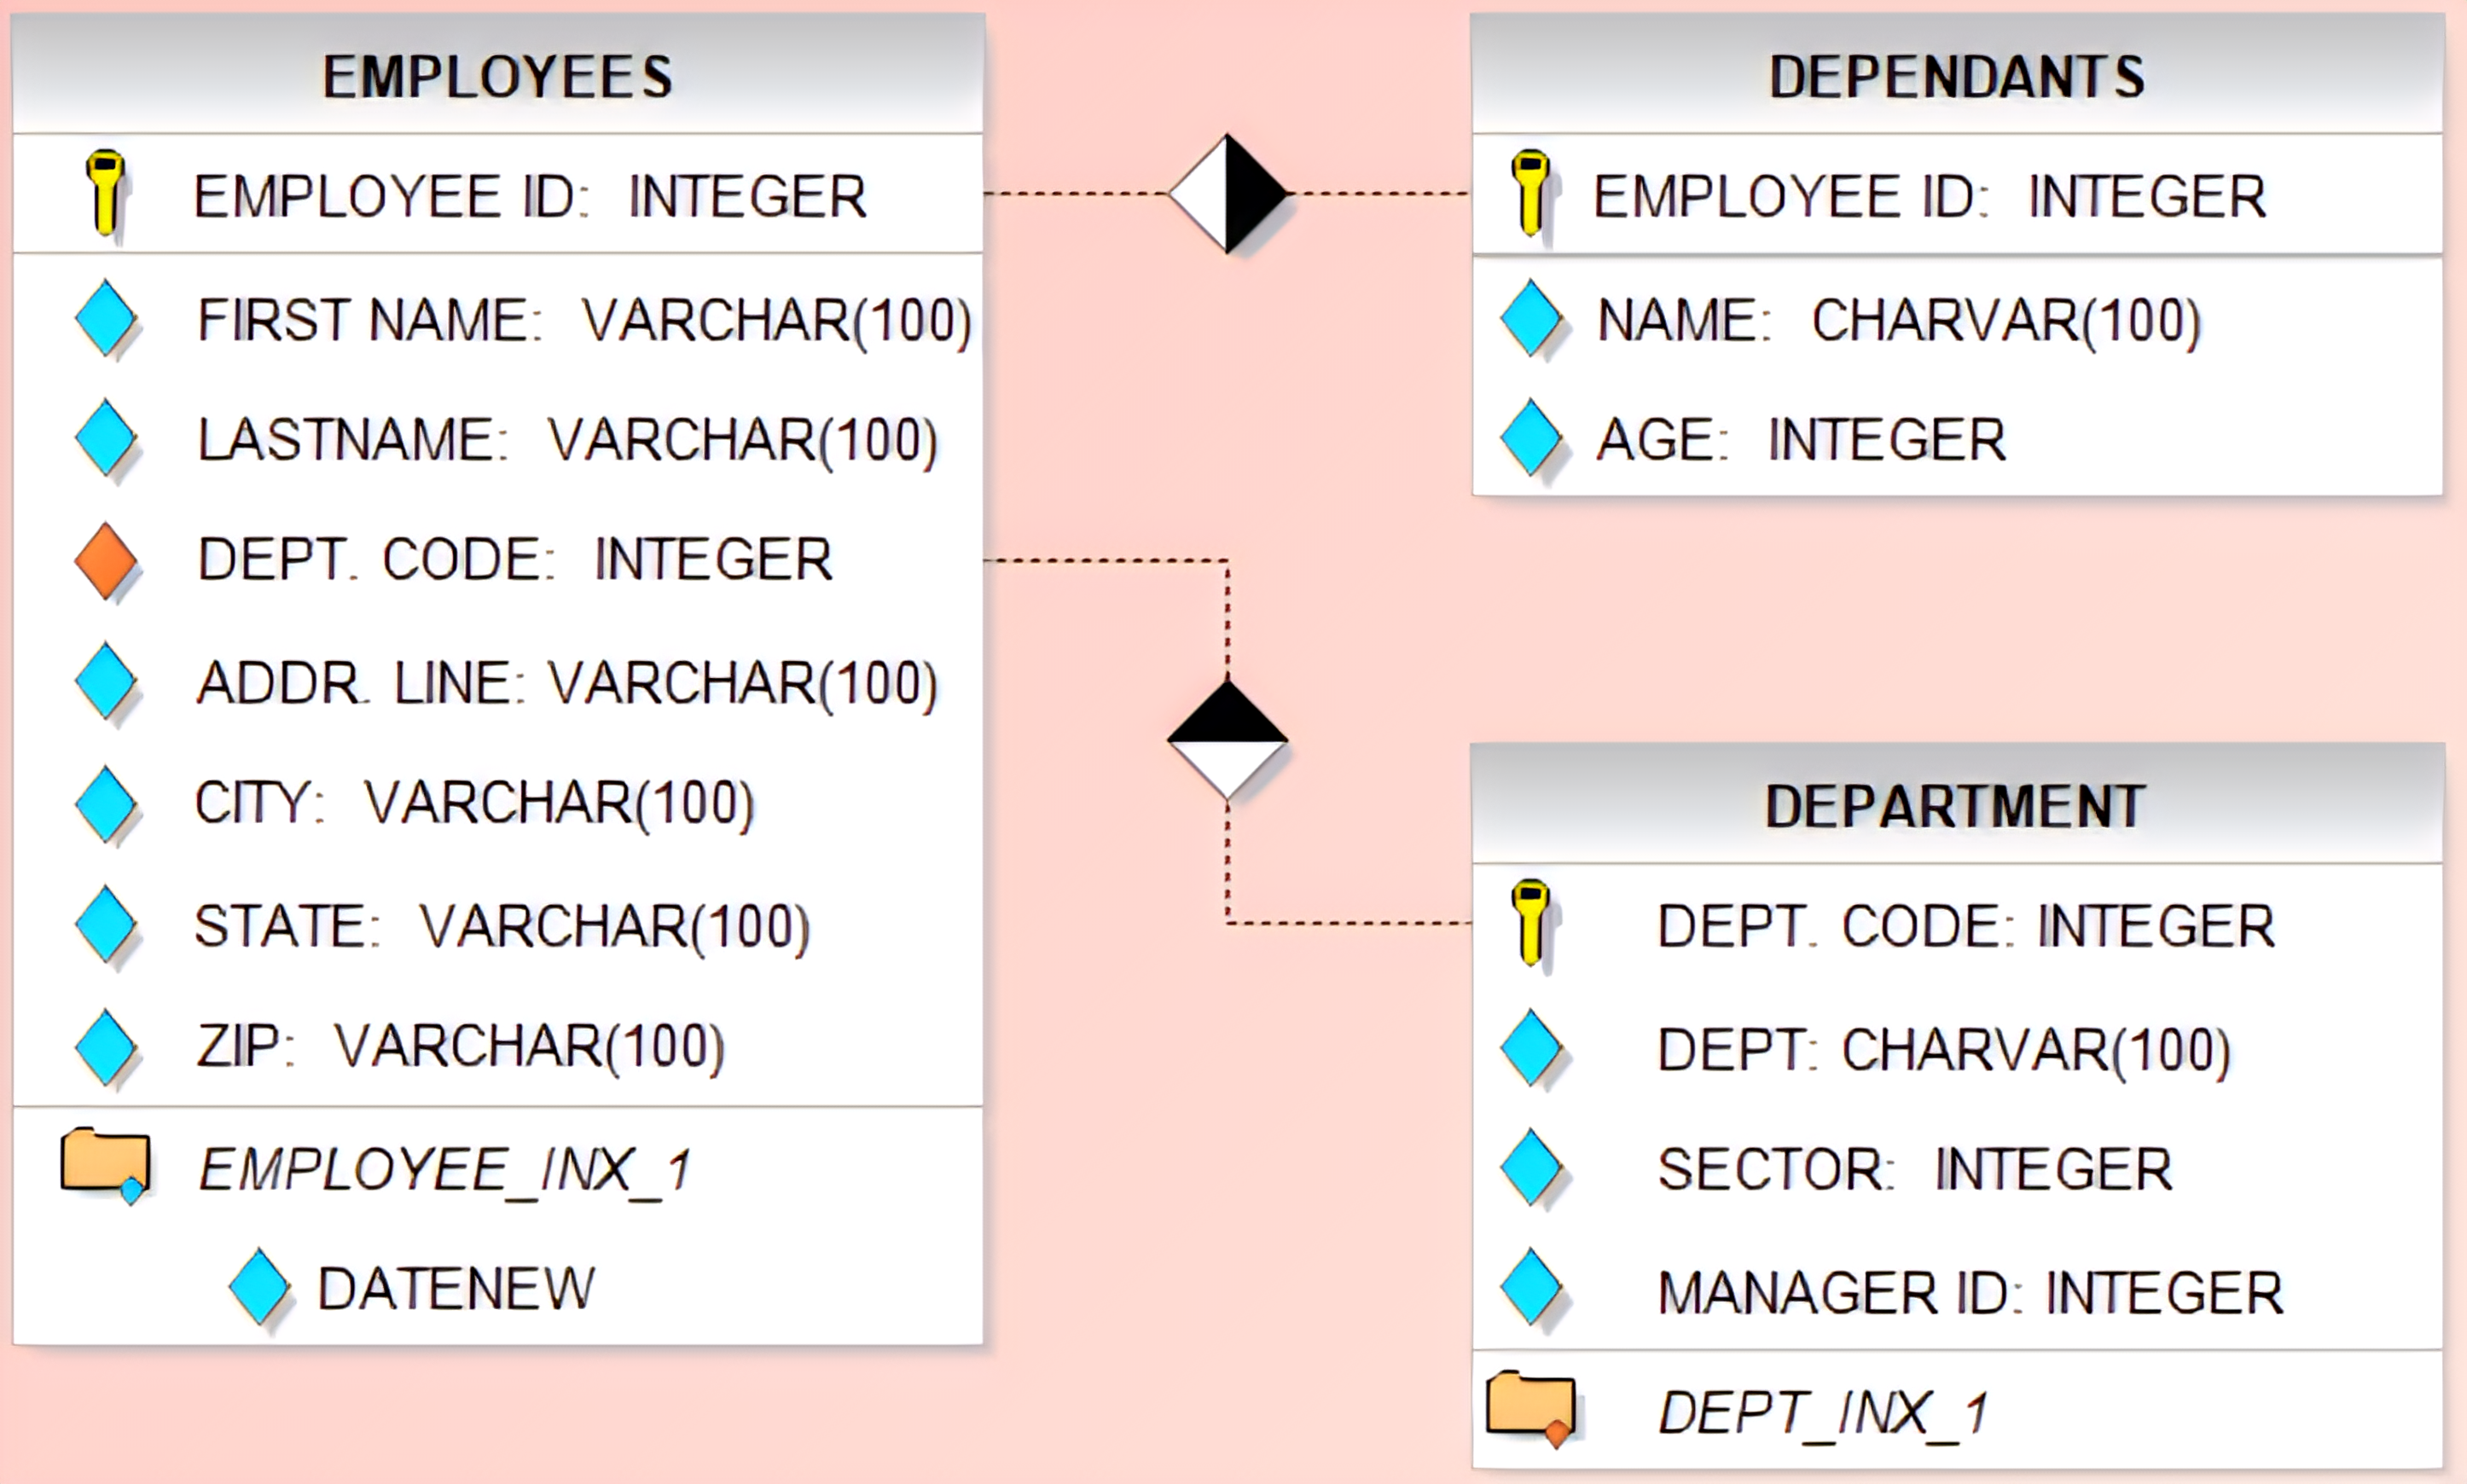 EMPLOYEES
EMPLOYEE ID: INTEGER
FIRST NAME: VARCHAR(100)
LASTNAME: VARCHAR(100)
DEPT. CODE: INTEGER
ADDR. LINE: VARCHAR(100)
CITY: VARCHAR(100)
STATE: VARCHAR(100)
ZIP: VARCHAR(100)
EMPLOYEE_INX_1
DATENEW
DEPENDANTS
EMPLOYEE ID: INTEGER
NAME: CHARVAR(100)
AGE: INTEGER
DEPARTMENT
DEPT. CODE: INTEGER
DEPT: CHARVAR(100)
SECTOR: INTEGER
MANAGER ID: INTEGER
DEPT_INX_1